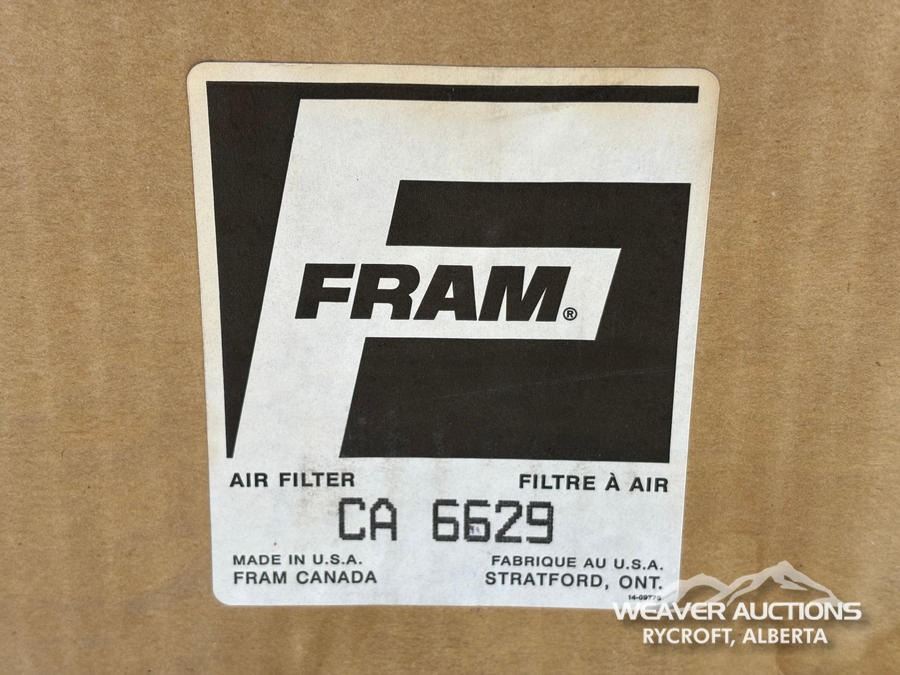 FRAM®
AIR FILTER FILTRE À AIR
CA 6629
MADE IN U.S.A. FABRIQUE AU U.S.A.
FRAM CANADA STRATFORD, ONT.
WEAVER AUCTIONS
RYCROFT, ALBERTA